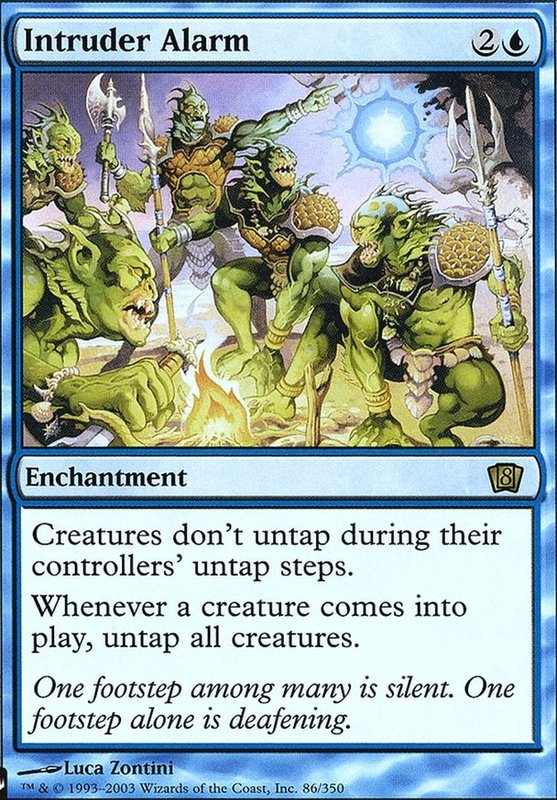 Intruder Alarm 2
Enchantment 8
Creatures don't untap during their
controllers' untap steps.
Whenever a creature comes into
play, untap all creatures.
One footstep among many is silent. One
footstep alone is deafening.
Luca Zontini
™ & © 1993–2003 Wizards of the Coast, Inc. 86/350